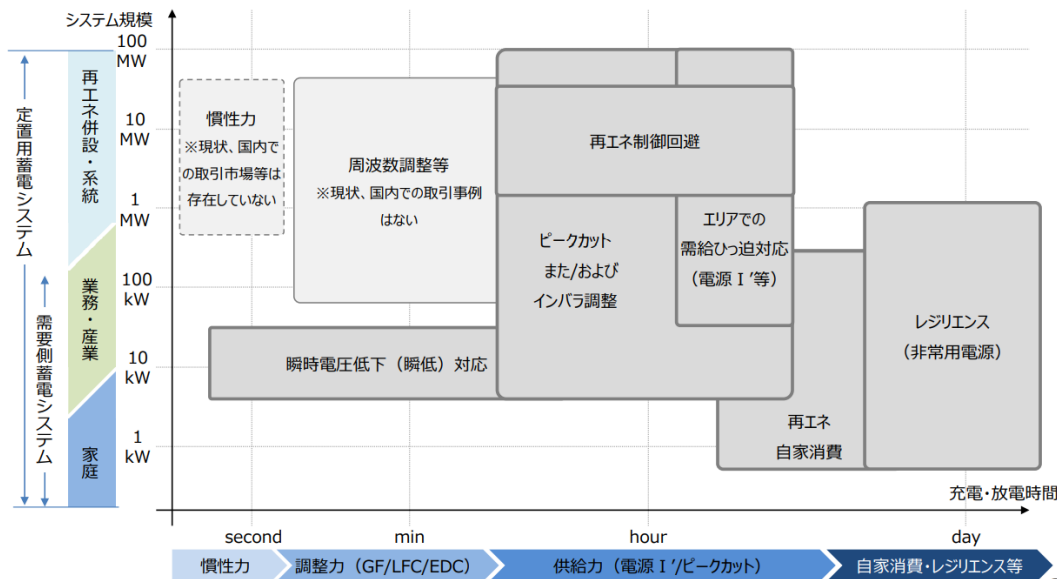 システム規模
100
MW
10
MW
1
MW
100
kW
10
kW
1
kW
定置用蓄電システム
需要側蓄電システム
再エネ併設・系統
業務・産業
家庭
慣性力
※現状、国内で
の取引市場等は
存在していない
周波数調整等
※現状、国内での取引事例
はない
再エネ制御回避
ピークカット
また/および
インバラ調整
エリアでの
需給ひっ迫対応
(電源Ⅰ’等)
瞬時電圧低下(瞬低)対応
再エネ
自家消費
レジリエンス
(非常用電源)
充電・放電時間
second
min
hour
day
慣性力
調整力(GF/LFC/EDC)
供給力(電源Ⅰ’/ピークカット)
自家消費・レジリエンス等